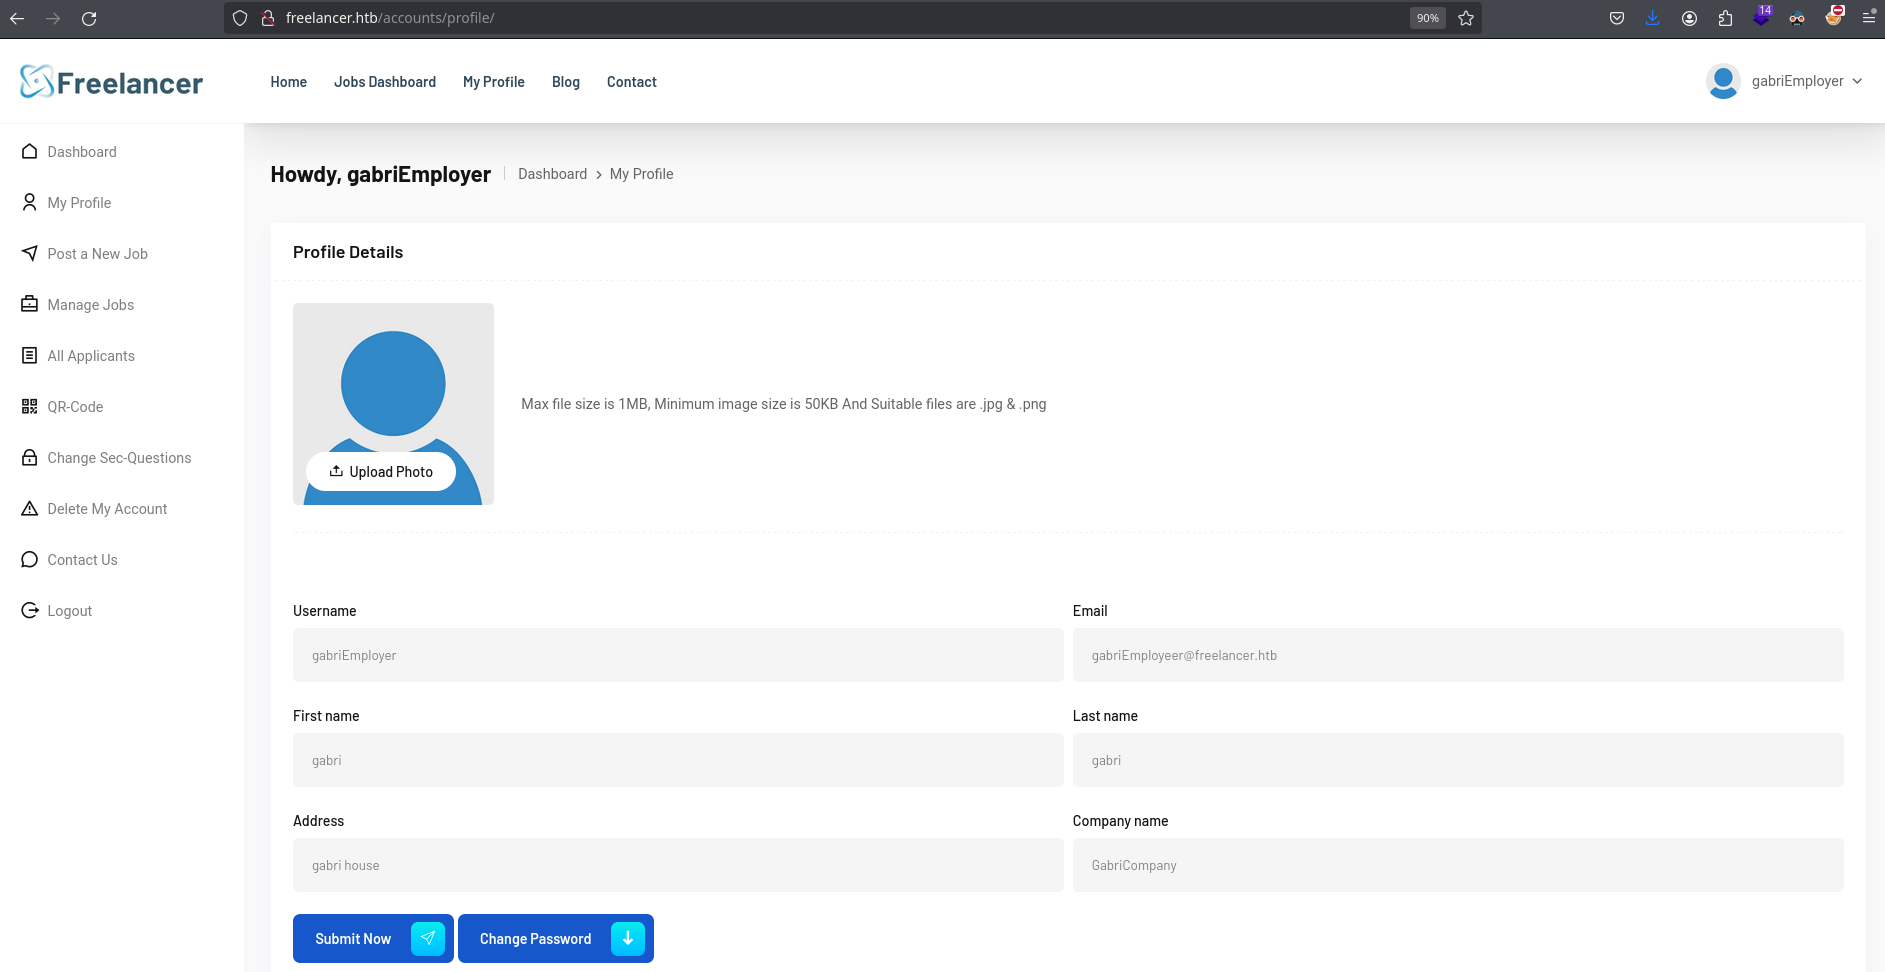 freelancer.htb/accounts/profile/
90%
14
Freelancer
Home
Jobs Dashboard
My Profile
Blog
Contact
gabriEmployer
Dashboard
My Profile
Post a New Job
Manage Jobs
All Applicants
QR-Code
Change Sec-Questions
Delete My Account
Contact Us
Logout
Howdy, gabriEmployer
Dashboard > My Profile
Profile Details
Upload Photo
Max file size is 1MB, Minimum image size is 50KB And Suitable files are .jpg & .png
Username
gabriEmployer
Email
gabriEmployeer@freelancer.htb
First name
gabri
Last name
gabri
Address
gabri house
Company name
GabriCompany
Submit Now
Change Password